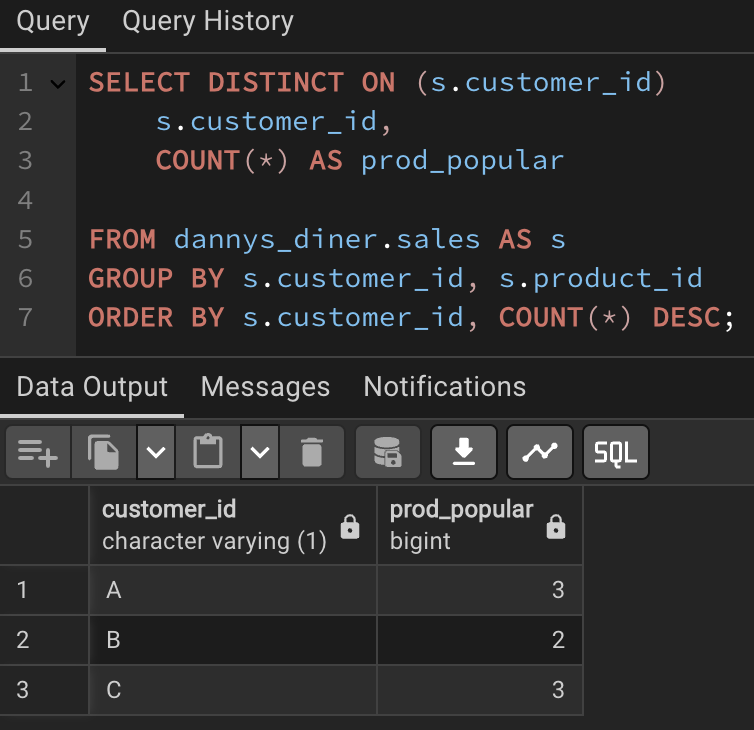 Query Query History
1 SELECT DISTINCT ON (s.customer_id)
2 s.customer_id,
3 COUNT(*) AS prod_popular
4
5 FROM dannys_diner.sales AS s
6 GROUP BY s.customer_id, s.product_id
7 ORDER BY s.customer_id, COUNT(*) DESC;
Data Output Messages Notifications
SQL
customer_id prod_popular
character varying (1) bigint
1 A 3
2 B 2
3 C 3